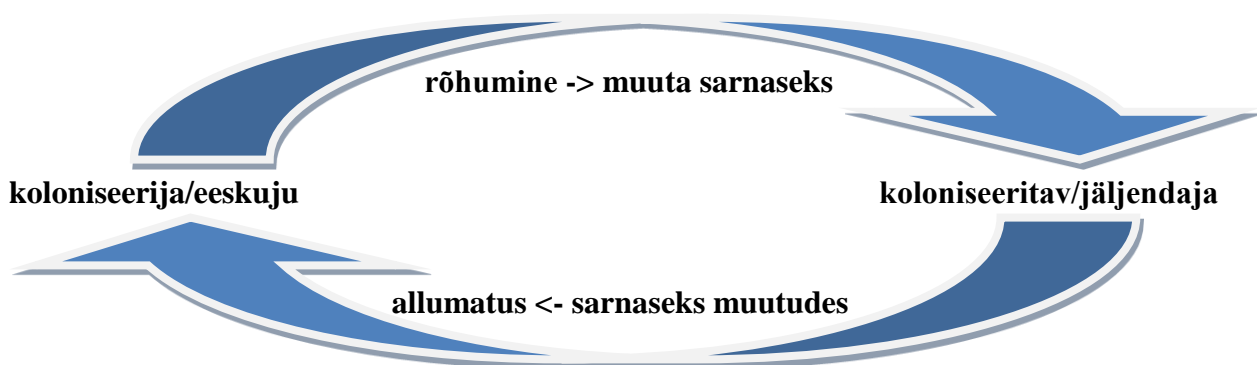 rõhumine -> muuta sarnaseks
koloniseerija/eeskuju
koloniseeritav/jäljendaja
allumatus <- sarnaseks muutudes